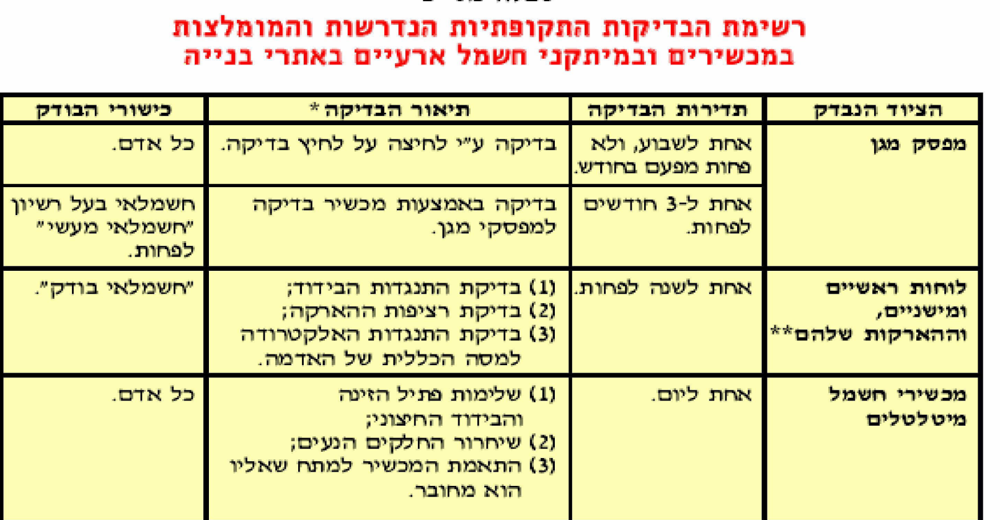 רשימת הבדיקות התקופתיות הנדרשות והמומלצות
במכשירים ובמיתקני חשמל ארעיים באתרי בנייה
הציוד הנבדק
תדירות הבדיקה
תיאור הבדיקה*
כישורי הבודק
מפסק מגן
אחת לשבוע, ולא
פחות מפעם בחודש.
בדיקה ע"י לחיצה על לחיץ בדיקה.
כל אדם.
אחת ל-3 חודשים
לפחות.
בדיקה באמצעות מכשיר בדיקה
למפסקי מגן.
חשמלאי בעל רשיון
"חשמלאי מעשי"
לפחות.
לוחות ראשיים
ומישניים,
וההארקות שלהם**
אחת לשנה לפחות.
(1) בדיקת התנגדות הבידוד;
(2) בדיקת רציפות ההארקה;
(3) בדיקת התנגדות האלקטרודה
למסה הכללית של האדמה.
"חשמלאי בודק".
מכשירי חשמל
מיטלטלים
אחת ליום.
(1) שלימות פתיל הזינה
והבידוד החיצוני;
(2) שיחרור החלקים הנעים;
(3) התאמת המכשיר למתח שאליו
הוא מחובר.
כל אדם.